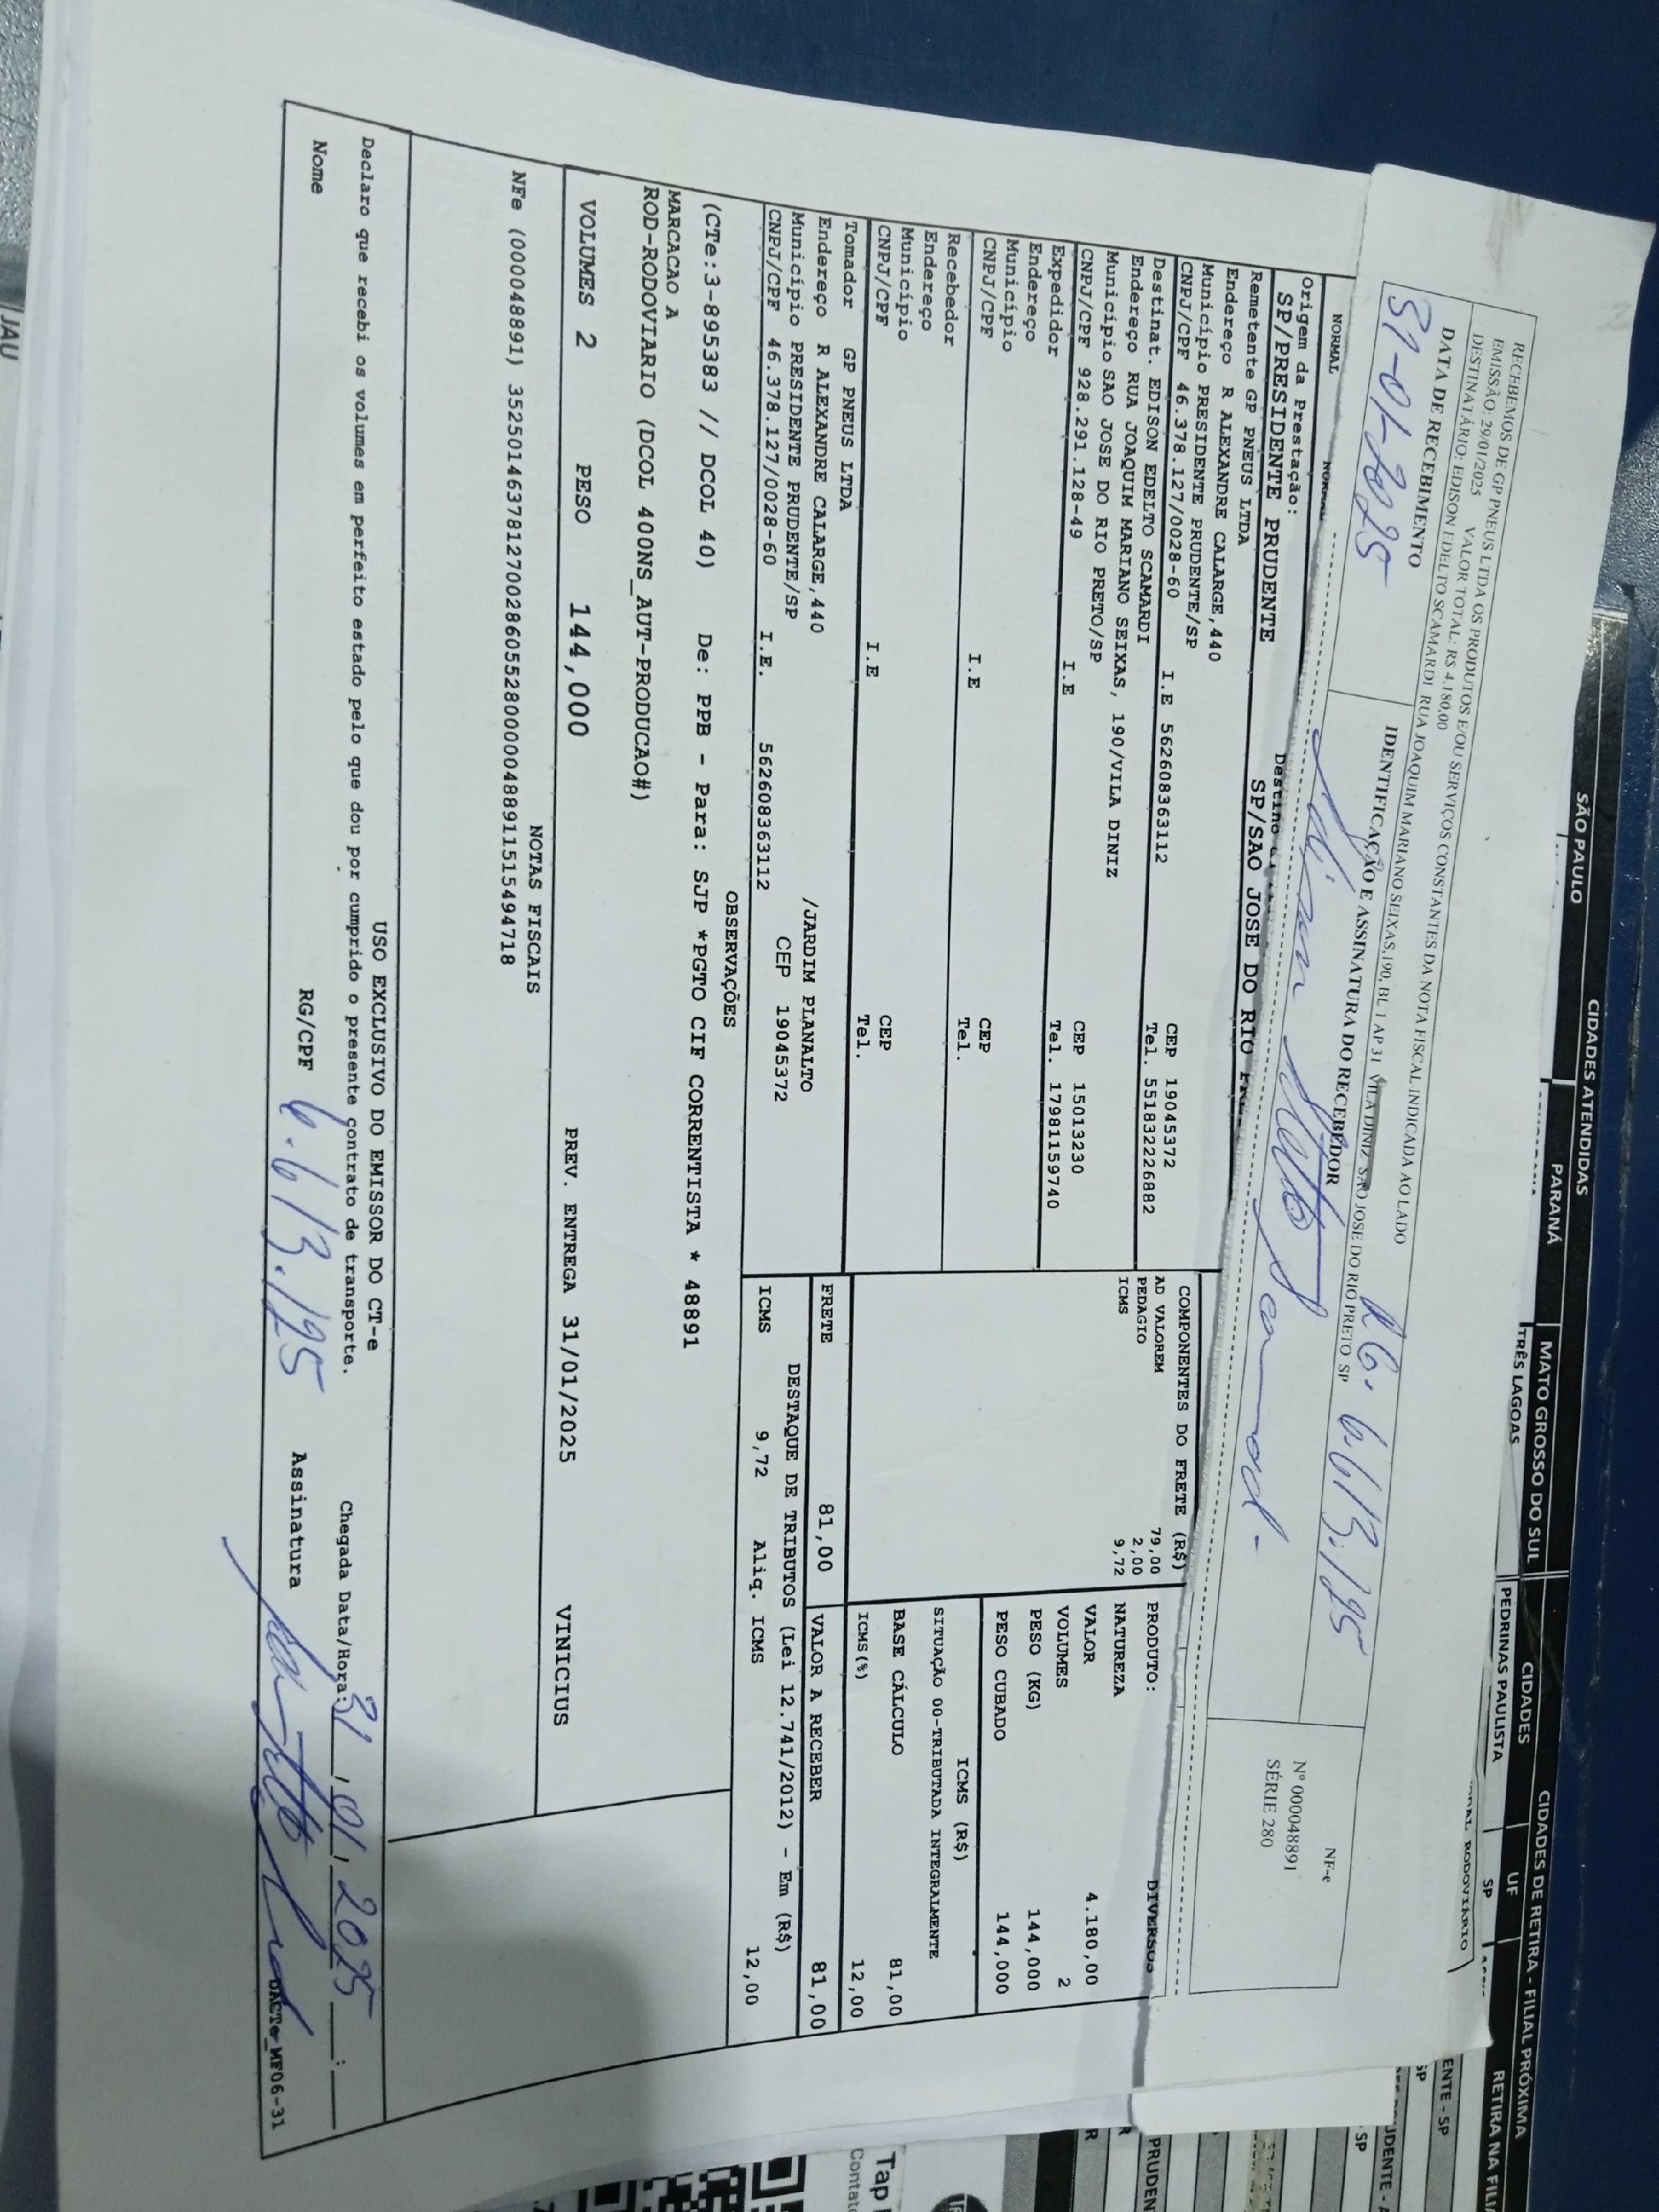 RECEBEMOS DE GP PNEUS LTDA OS PRODUTOS E/OU SERVIÇOS CONSTANTES DA NOTA FISCAL INDICADA AO LADO
EMISSÃO: 29/01/2025 VALOR TOTAL: R$ 4.180,00
DESTINATÁRIO: EDISON EDELTO SCAMARDI RUA JOAQUIM MARIANO SEIXAS,190, BL 1 AP 31 VILA DINIZ SAO JOSE DO RIO PRETO SP
DATA DE RECEBIMENTO
IDENTIFICAÇÃO E ASSINATURA DO RECEBEDOR
31-01-2025
NF-e
Nº 000048891
SÉRIE 280
NORMAL
Origem da Prestação:
SP/PRESIDENTE PRUDENTE
SP/SAO JOSE DO RIO
Remetente GP PNEUS LTDA
Endereço R ALEXANDRE CALARGE,440
Município PRESIDENTE PRUDENTE/SP CEP 19045372
CNPJ/CPF 46.378.127/0028-60 I.E 562608363112 Tel. 551832226882
Destinat. EDISON EDELTO SCAMARDI
Endereço RUA JOAQUIM MARIANO SEIXAS, 190/VILA DINIZ
Município SAO JOSE DO RIO PRETO/SP CEP 15013230
CNPJ/CPF 928.291.128-49 I.E Tel. 17981159740
Expedidor
Endereço
Município CEP
CNPJ/CPF I.E Tel.
Recebedor
Endereço
Município CEP
CNPJ/CPF I.E Tel.
Tomador GP PNEUS LTDA
Endereço R ALEXANDRE CALARGE,440 /JARDIM PLANALTO
Município PRESIDENTE PRUDENTE/SP CEP 19045372
CNPJ/CPF 46.378.127/0028-60 I.E. 562608363112
COMPONENTES DO FRETE (R$)
AD VALOREM 79,00
PEDAGIO 2,00
ICMS 9,72
PRODUTO: DIVERSOS
NATUREZA
VALOR 4.180,00
VOLUMES 2
PESO (KG) 144,000
PESO CUBADO 144,000
ICMS (R$)
SITUAÇÃO 00-TRIBUTADA INTEGRALMENTE
BASE CÁLCULO 81,00
ICMS(%) 12,00
FRETE 81,00
VALOR A RECEBER 81,00
DESTAQUE DE TRIBUTOS (Lei 12.741/2012) - Em (R$)
ICMS 9,72 Aliq. ICMS 12,00
OBSERVAÇÕES
(CTe:3-895383 // DCOL 40) De: PPB - Para: SJP *PGTO CIF CORRENTISTA * 48891
MARCACAO A
ROD-RODOVIARIO (DCOL 400NS_AUT-PRODUCAO#)
VOLUMES 2 PESO 144,000 PREV. ENTREGA 31/01/2025 VINICIUS
NOTAS FISCAIS
NFe (000048891) 35250146378127002860552800000488911515494718
USO EXCLUSIVO DO EMISSOR DO CT-e
Declaro que recebi os volumes em perfeito estado pelo que dou por cumprido o presente contrato de transporte.
Chegada Data/Hora: 31, 01, 2025 __:__
Nome RG/CPF Assinatura
DACTe_MF06-31
CIDADES ATENDIDAS
SÃO PAULO
PARANÁ
MATO GROSSO DO SUL
TRÊS LAGOAS
CIDADES DE RETIRA - FILIAL PRÓXIMA
CIDADES
UF
RETIRA NA
PEDRINAS PAULISTA
SP
JAU
Tap